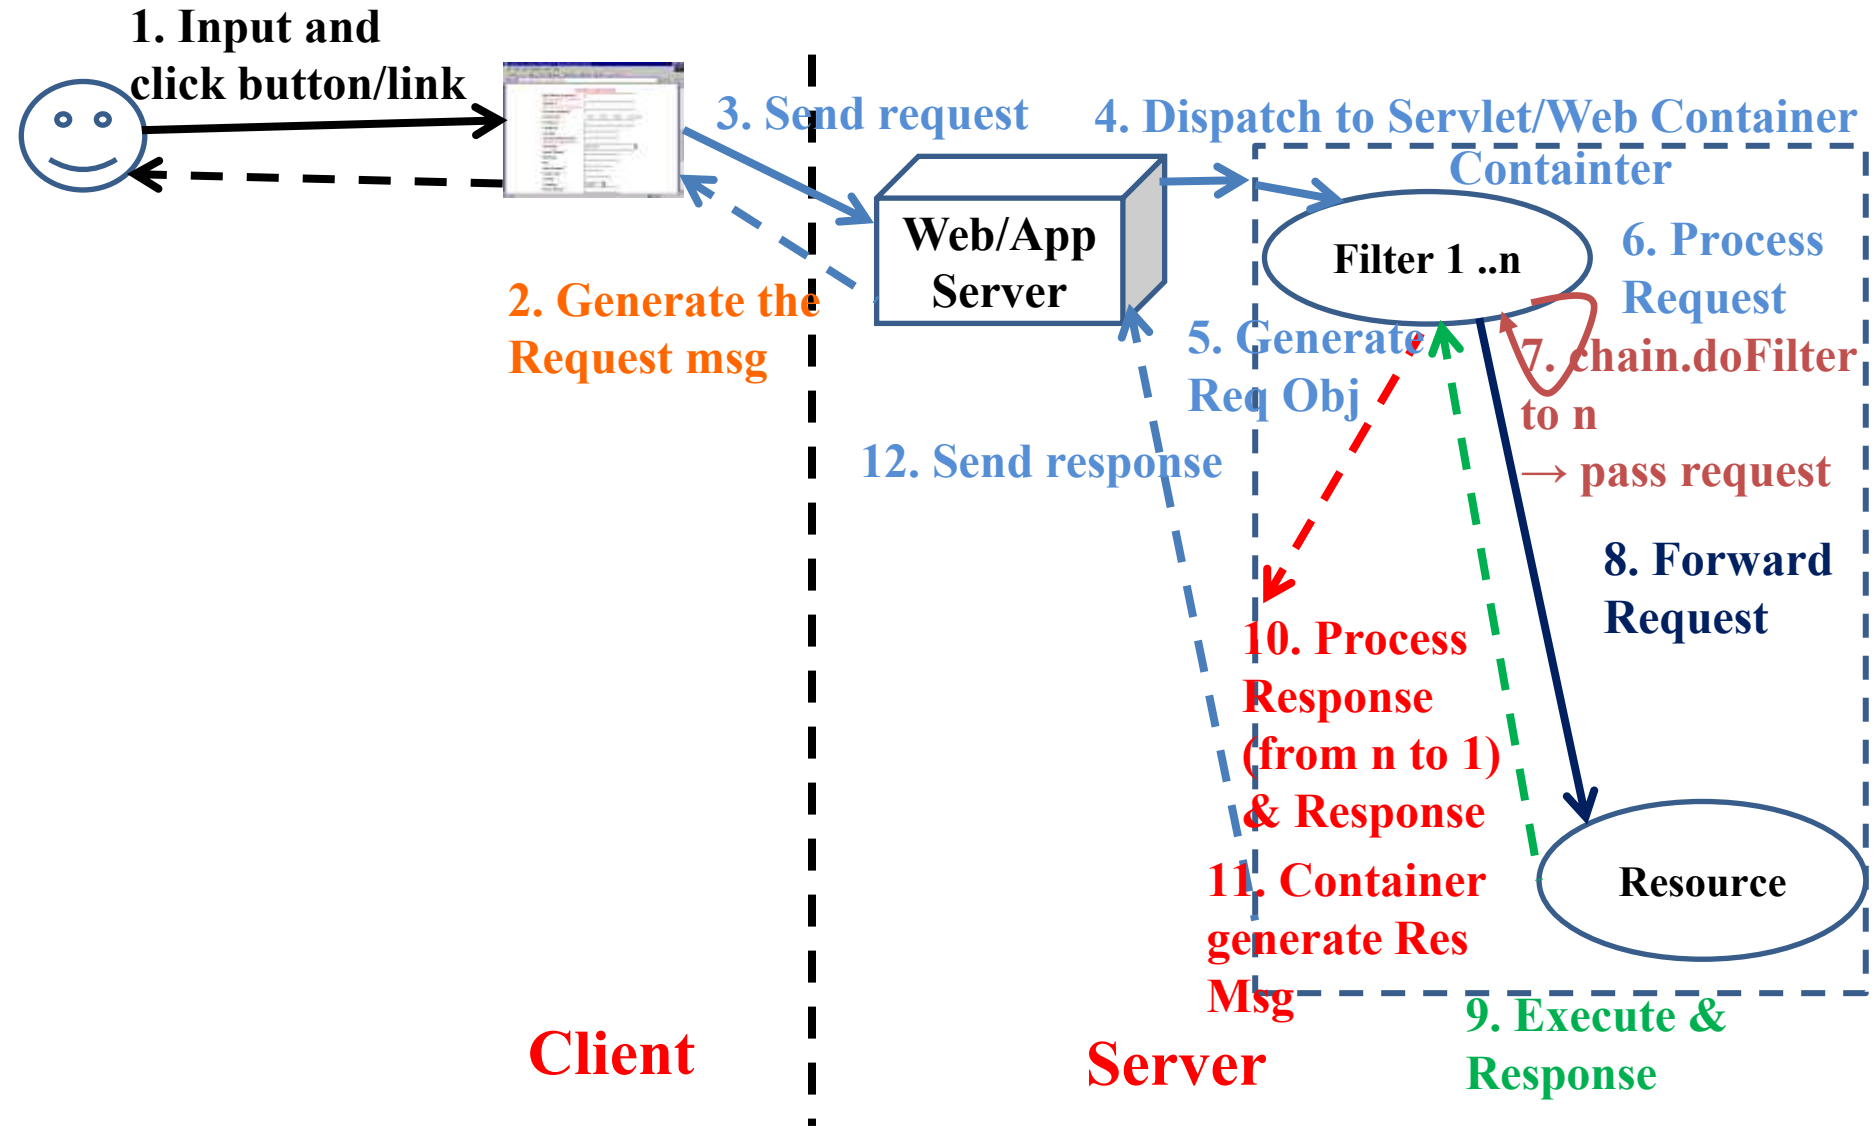 1. Input and
click button/link
3. Send request
4. Dispatch to Servlet/Web Container
Containter
Web/App
Server
Filter 1 ..n
6. Process
Request
2. Generate the
Request msg
5. Generate
Req Obj
7. chain.doFilter
to n
→ pass request
12. Send response
8. Forward
Request
10. Process
Response
(from n to 1)
& Response
11. Container
generate Res
Msg
Resource
9. Execute &
Response
Client
Server